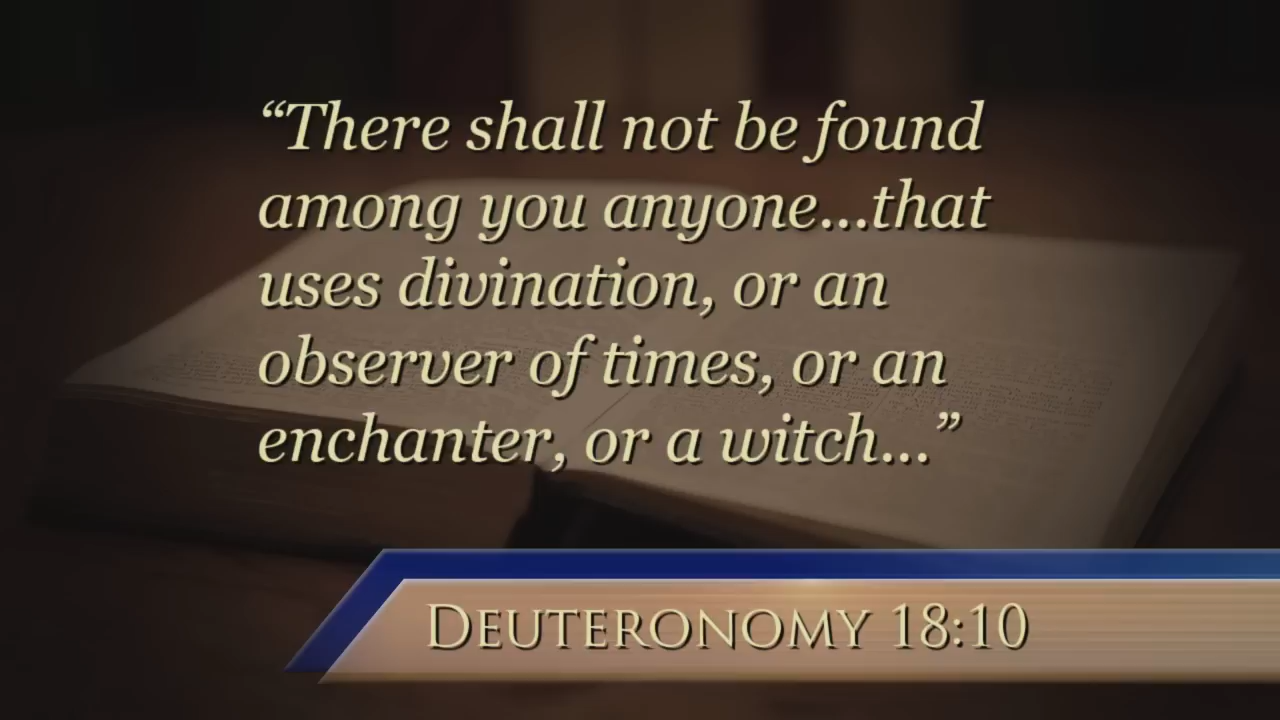 “There shall not be found
among you anyone...that
uses divination, or an
observer of times, or an
enchanter, or a witch...”
DEUTERONOMY 18:10